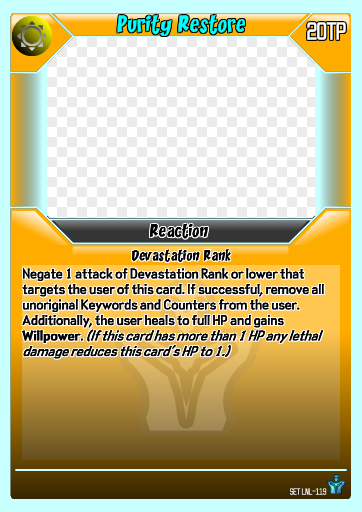 Purity Restore
20TP
Reaction
Devastation Rank
Negate 1 attack of Devastation Rank or lower that
targets the user of this card. If successful, remove all
unoriginal Keywords and Counters from the user.
Additionally, the user heals to full HP and gains
Willpower. (If this card has more than 1 HP any lethal
damage reduces this card's HP to 1.)
SET LNL-119